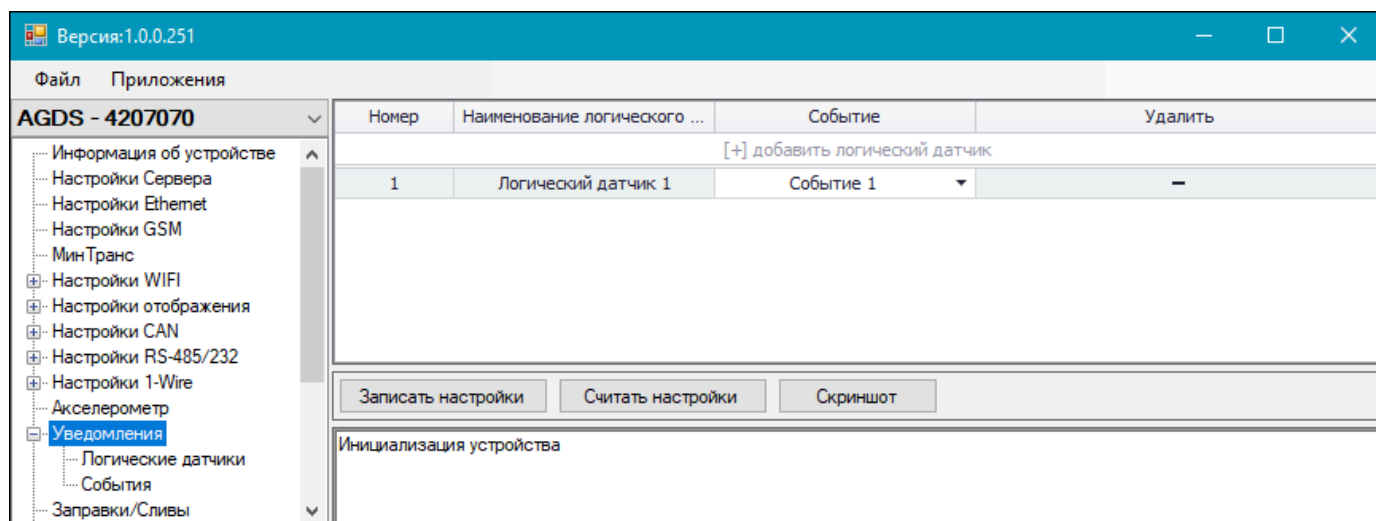 Версия:1.0.0.251
Файл Приложения
AGDS - 4207070
Информация об устройстве
Настройки Сервера
Настройки Ethernet
Настройки GSM
МинТранс
Настройки WIFI
Настройки отображения
Настройки CAN
Настройки RS-485/232
Настройки 1-Wire
Акселерометр
Уведомления
Логические датчики
События
Заправки/Сливы
Номер Наименование логического ... Событие Удалить
[+] добавить логический датчик
1 Логический датчик 1 Событие 1 –
Записать настройки Считать настройки Скриншот
Инициализация устройства